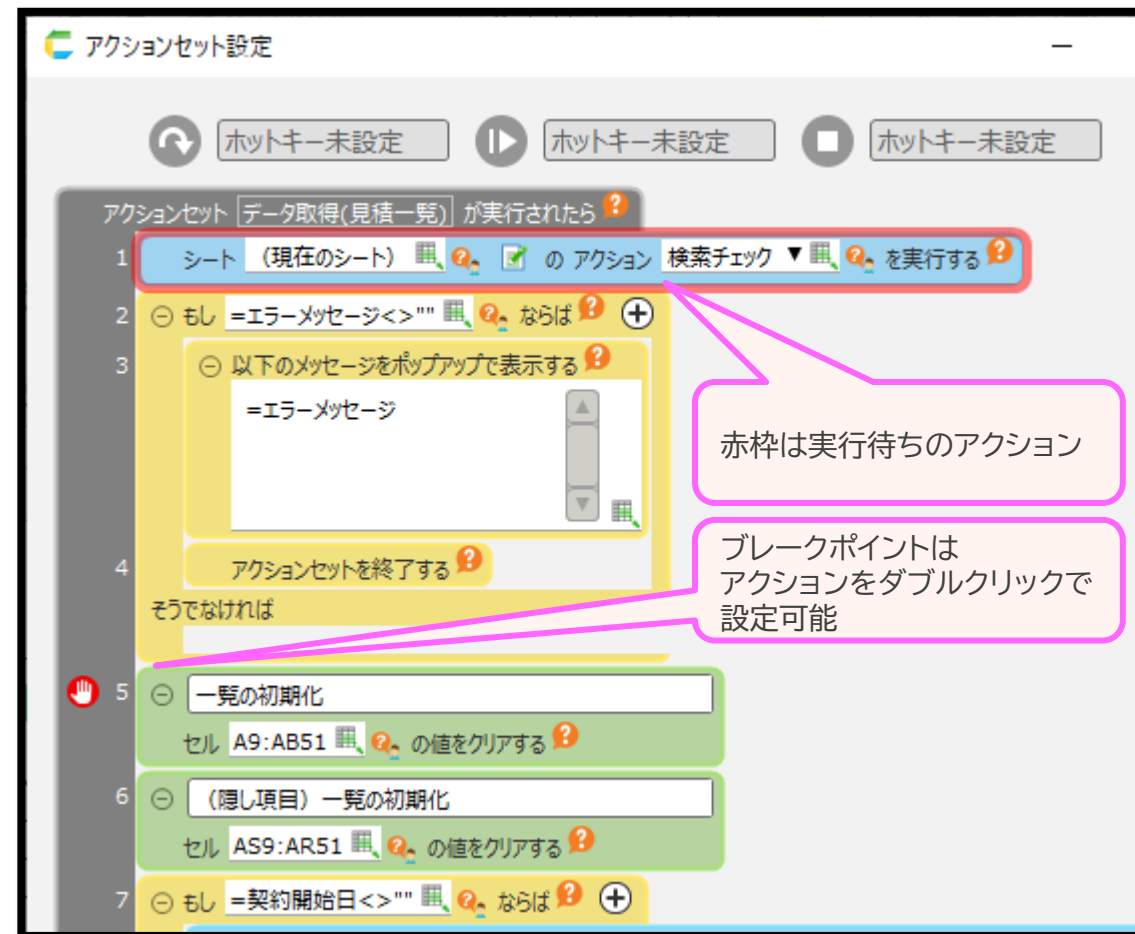 アクションセット設定
ホットキー未設定 ホットキー未設定 ホットキー未設定
アクションセット データ取得(見積一覧) が実行されたら
1 シート （現在のシート） の アクション 検索チェック ▼ を実行する
2 もし =エラーメッセージ<>"" ならば
3 以下のメッセージをポップアップで表示する
=エラーメッセージ
赤枠は実行待ちのアクション
ブレークポイントは
アクションをダブルクリックで
設定可能
4 アクションセットを終了する
そうでなければ
5 一覧の初期化
セル A9:AB51 の値をクリアする
6 （隠し項目）一覧の初期化
セル AS9:AR51 の値をクリアする
7 もし =契約開始日<>"" ならば